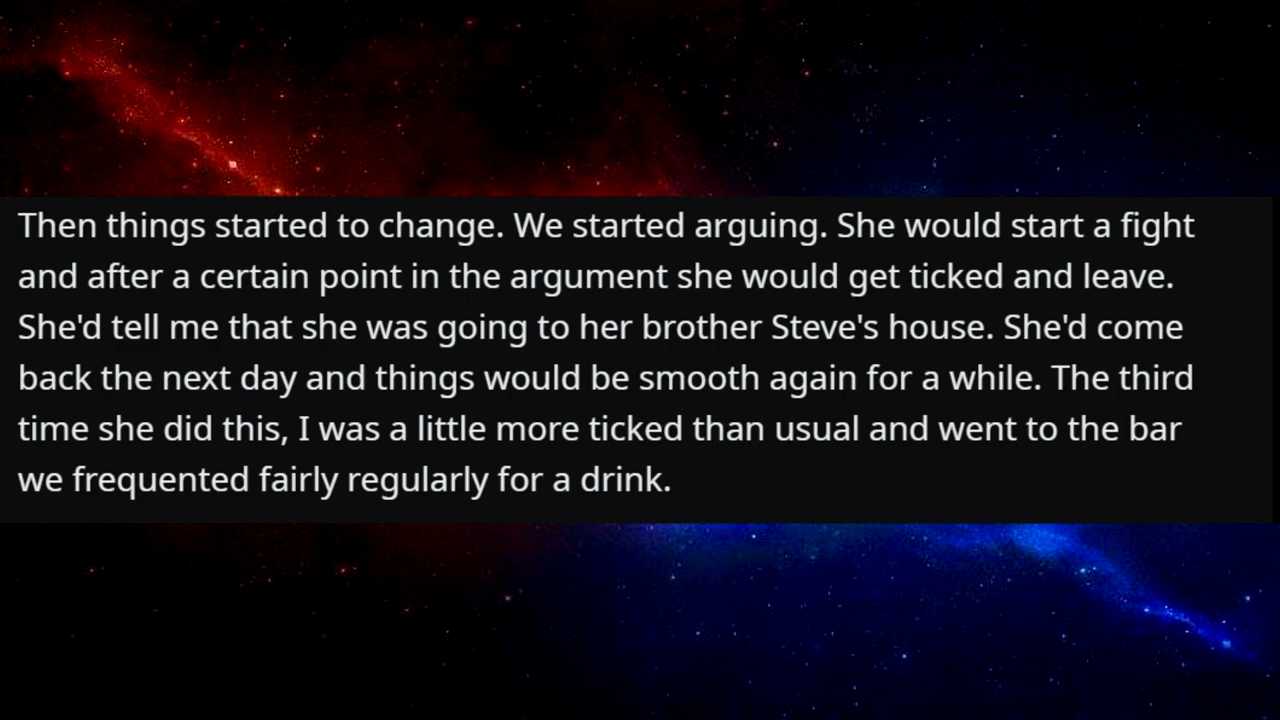 Then things started to change. We started arguing. She would start a fight
and after a certain point in the argument she would get ticked and leave.
She'd tell me that she was going to her brother Steve's house. She'd come
back the next day and things would be smooth again for a while. The third
time she did this, I was a little more ticked than usual and went to the bar
we frequented fairly regularly for a drink.